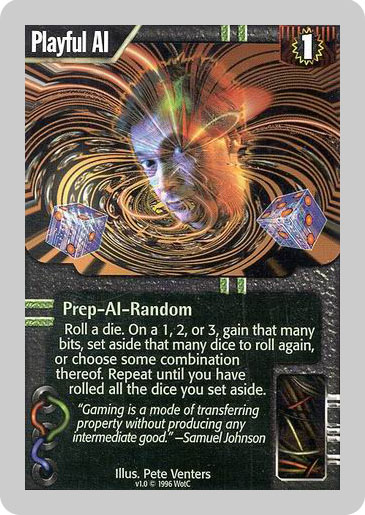 Playful AI
1
Prep-AI-Random
Roll a die. On a 1, 2, or 3, gain that many
bits, set aside that many dice to roll again,
or choose some combination
thereof. Repeat until you have
rolled all the dice you set aside.
"Gaming is a mode of transferring
property without producing any
intermediate good." –Samuel Johnson
Illus. Pete Venters
v1.0 © 1996 WotC